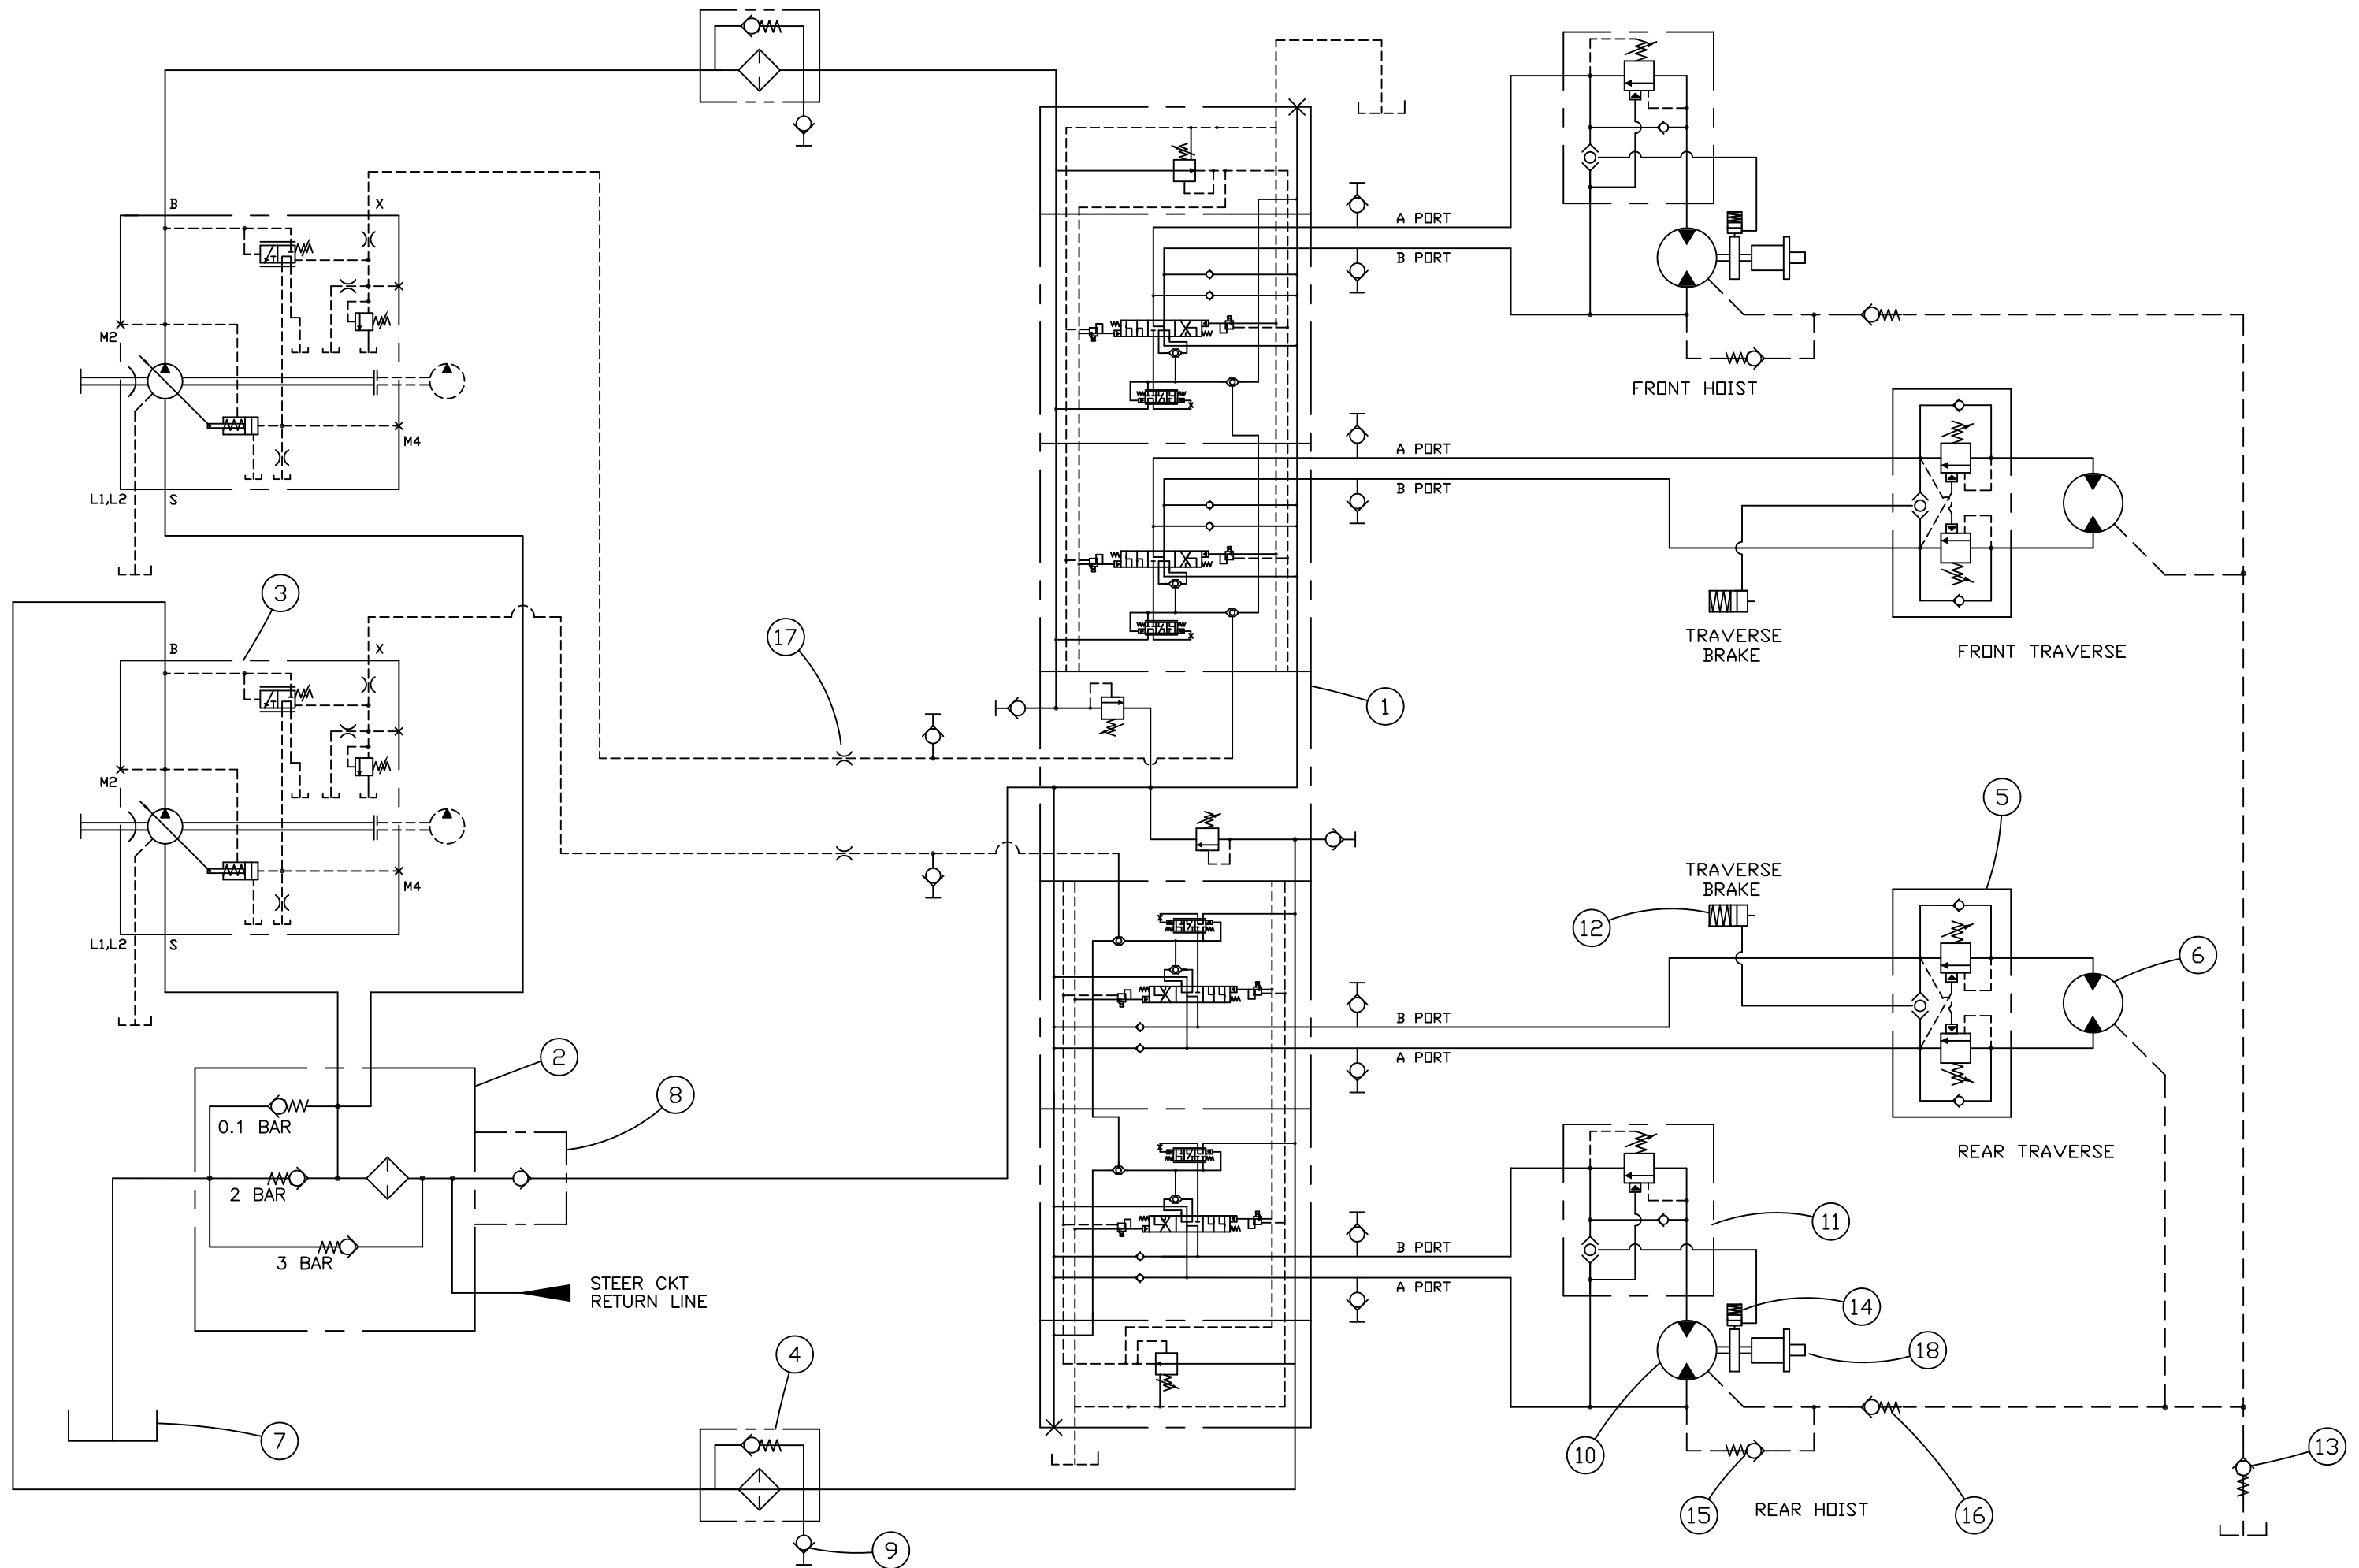 B
X
A PORT
B PORT
M2
FRONT HOIST
M4
A PORT
L1,L2
S
B PORT
3
17
TRAVERSE
BRAKE
FRONT TRAVERSE
B
X
1
M2
5
TRAVERSE
BRAKE
M4
12
L1,L2
S
6
B PORT
2
A PORT
8
0.1 BAR
REAR TRAVERSE
2 BAR
11
B PORT
3 BAR
STEER CKT
RETURN LINE
A PORT
14
4
18
7
10
13
15
REAR HOIST
16
9